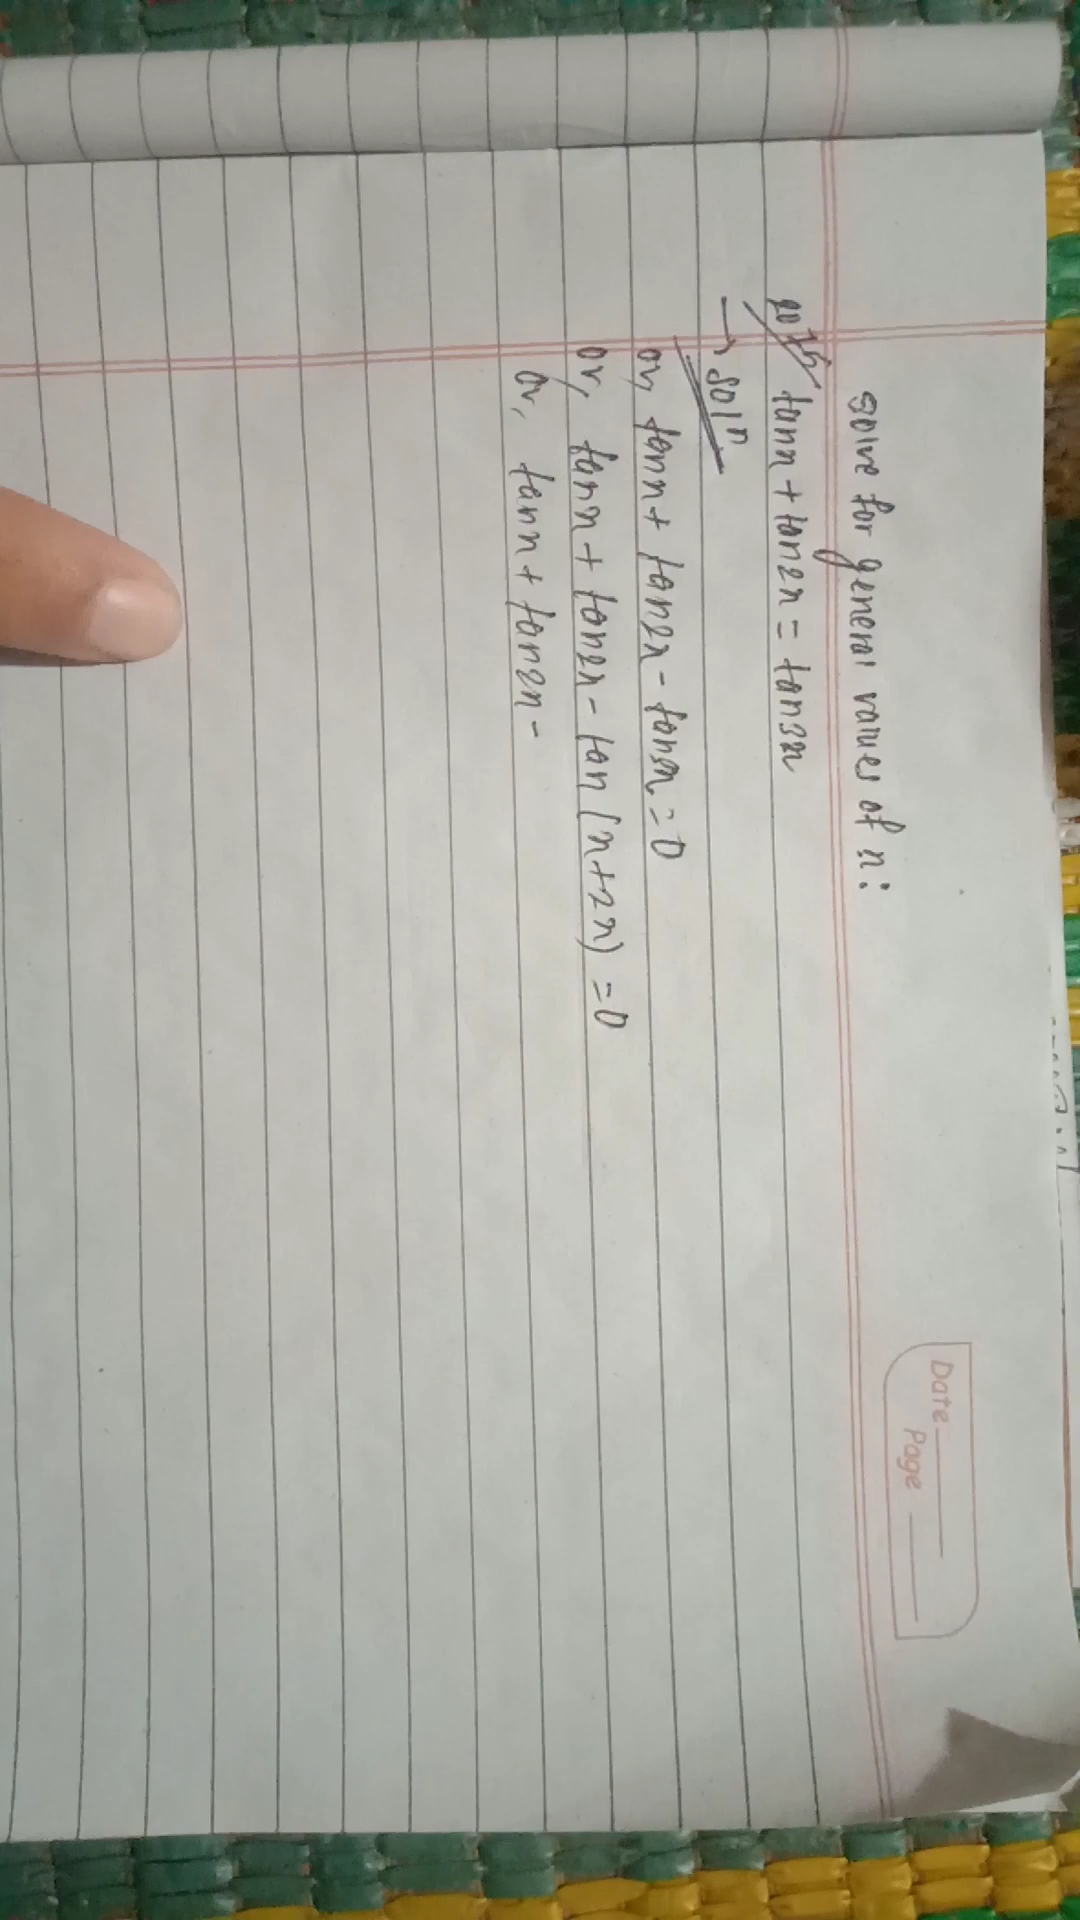 Date
Page
solve for general values of x:
tanx + tan2x = tan3x
→ solⁿ
or, tanx + tan2x - tan3x = 0
or, tanx + tan2x - tan (x+2x) = 0
or, tanx + tan2x -